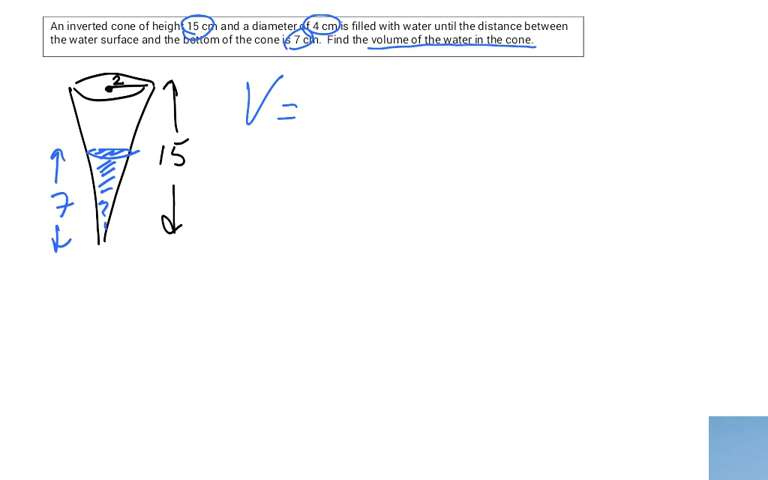 An inverted cone of height 15 cm and a diameter of 4 cm is filled with water until the distance between
the water surface and the bottom of the cone is 7 cm. Find the volume of the water in the cone.
2
V =
15
7
?